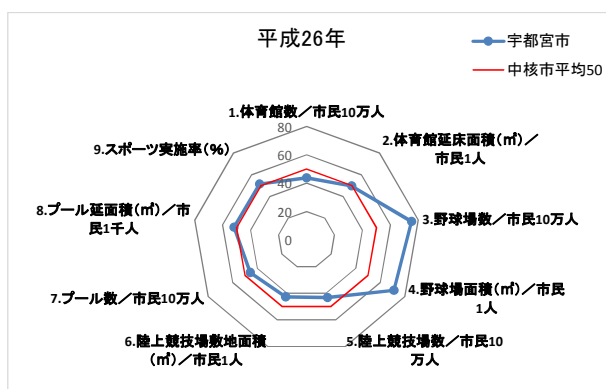 平成26年
宇都宮市
中核市平均50
1.体育館数/市民10万人
2.体育館延床面積(㎡)/
市民1人
3.野球場数/市民10万人
4.野球場面積(㎡)/市民
1人
5.陸上競技場数/市民10
万人
6.陸上競技場敷地面積
(㎡)/市民1人
7.プール数/市民10万人
8.プール延面積(㎡)/市
民1千人
9.スポーツ実施率(%)
80
60
40
20
0